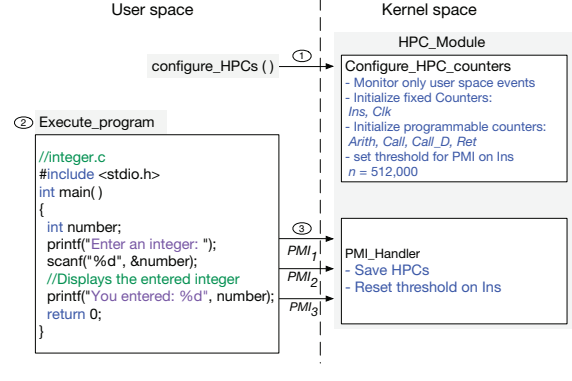 User space
Kernel space
HPC_Module
configure_HPCs ( )
1
Configure_HPC_counters
- Monitor only user space events
- Initialize fixed Counters:
Ins, Clk
- Initialize programmable counters:
Arith, Call, Call_D, Ret
- set threshold for PMI on Ins
n = 512,000
2 Execute_program
//integer.c
#include <stdio.h>
int main( )
{
int number;
printf("Enter an integer: ");
scanf("%d", &number);
//Displays the entered integer
printf("You entered: %d", number);
return 0;
}
3
PMI1
PMI2
PMI3
PMI_Handler
- Save HPCs
- Reset threshold on Ins